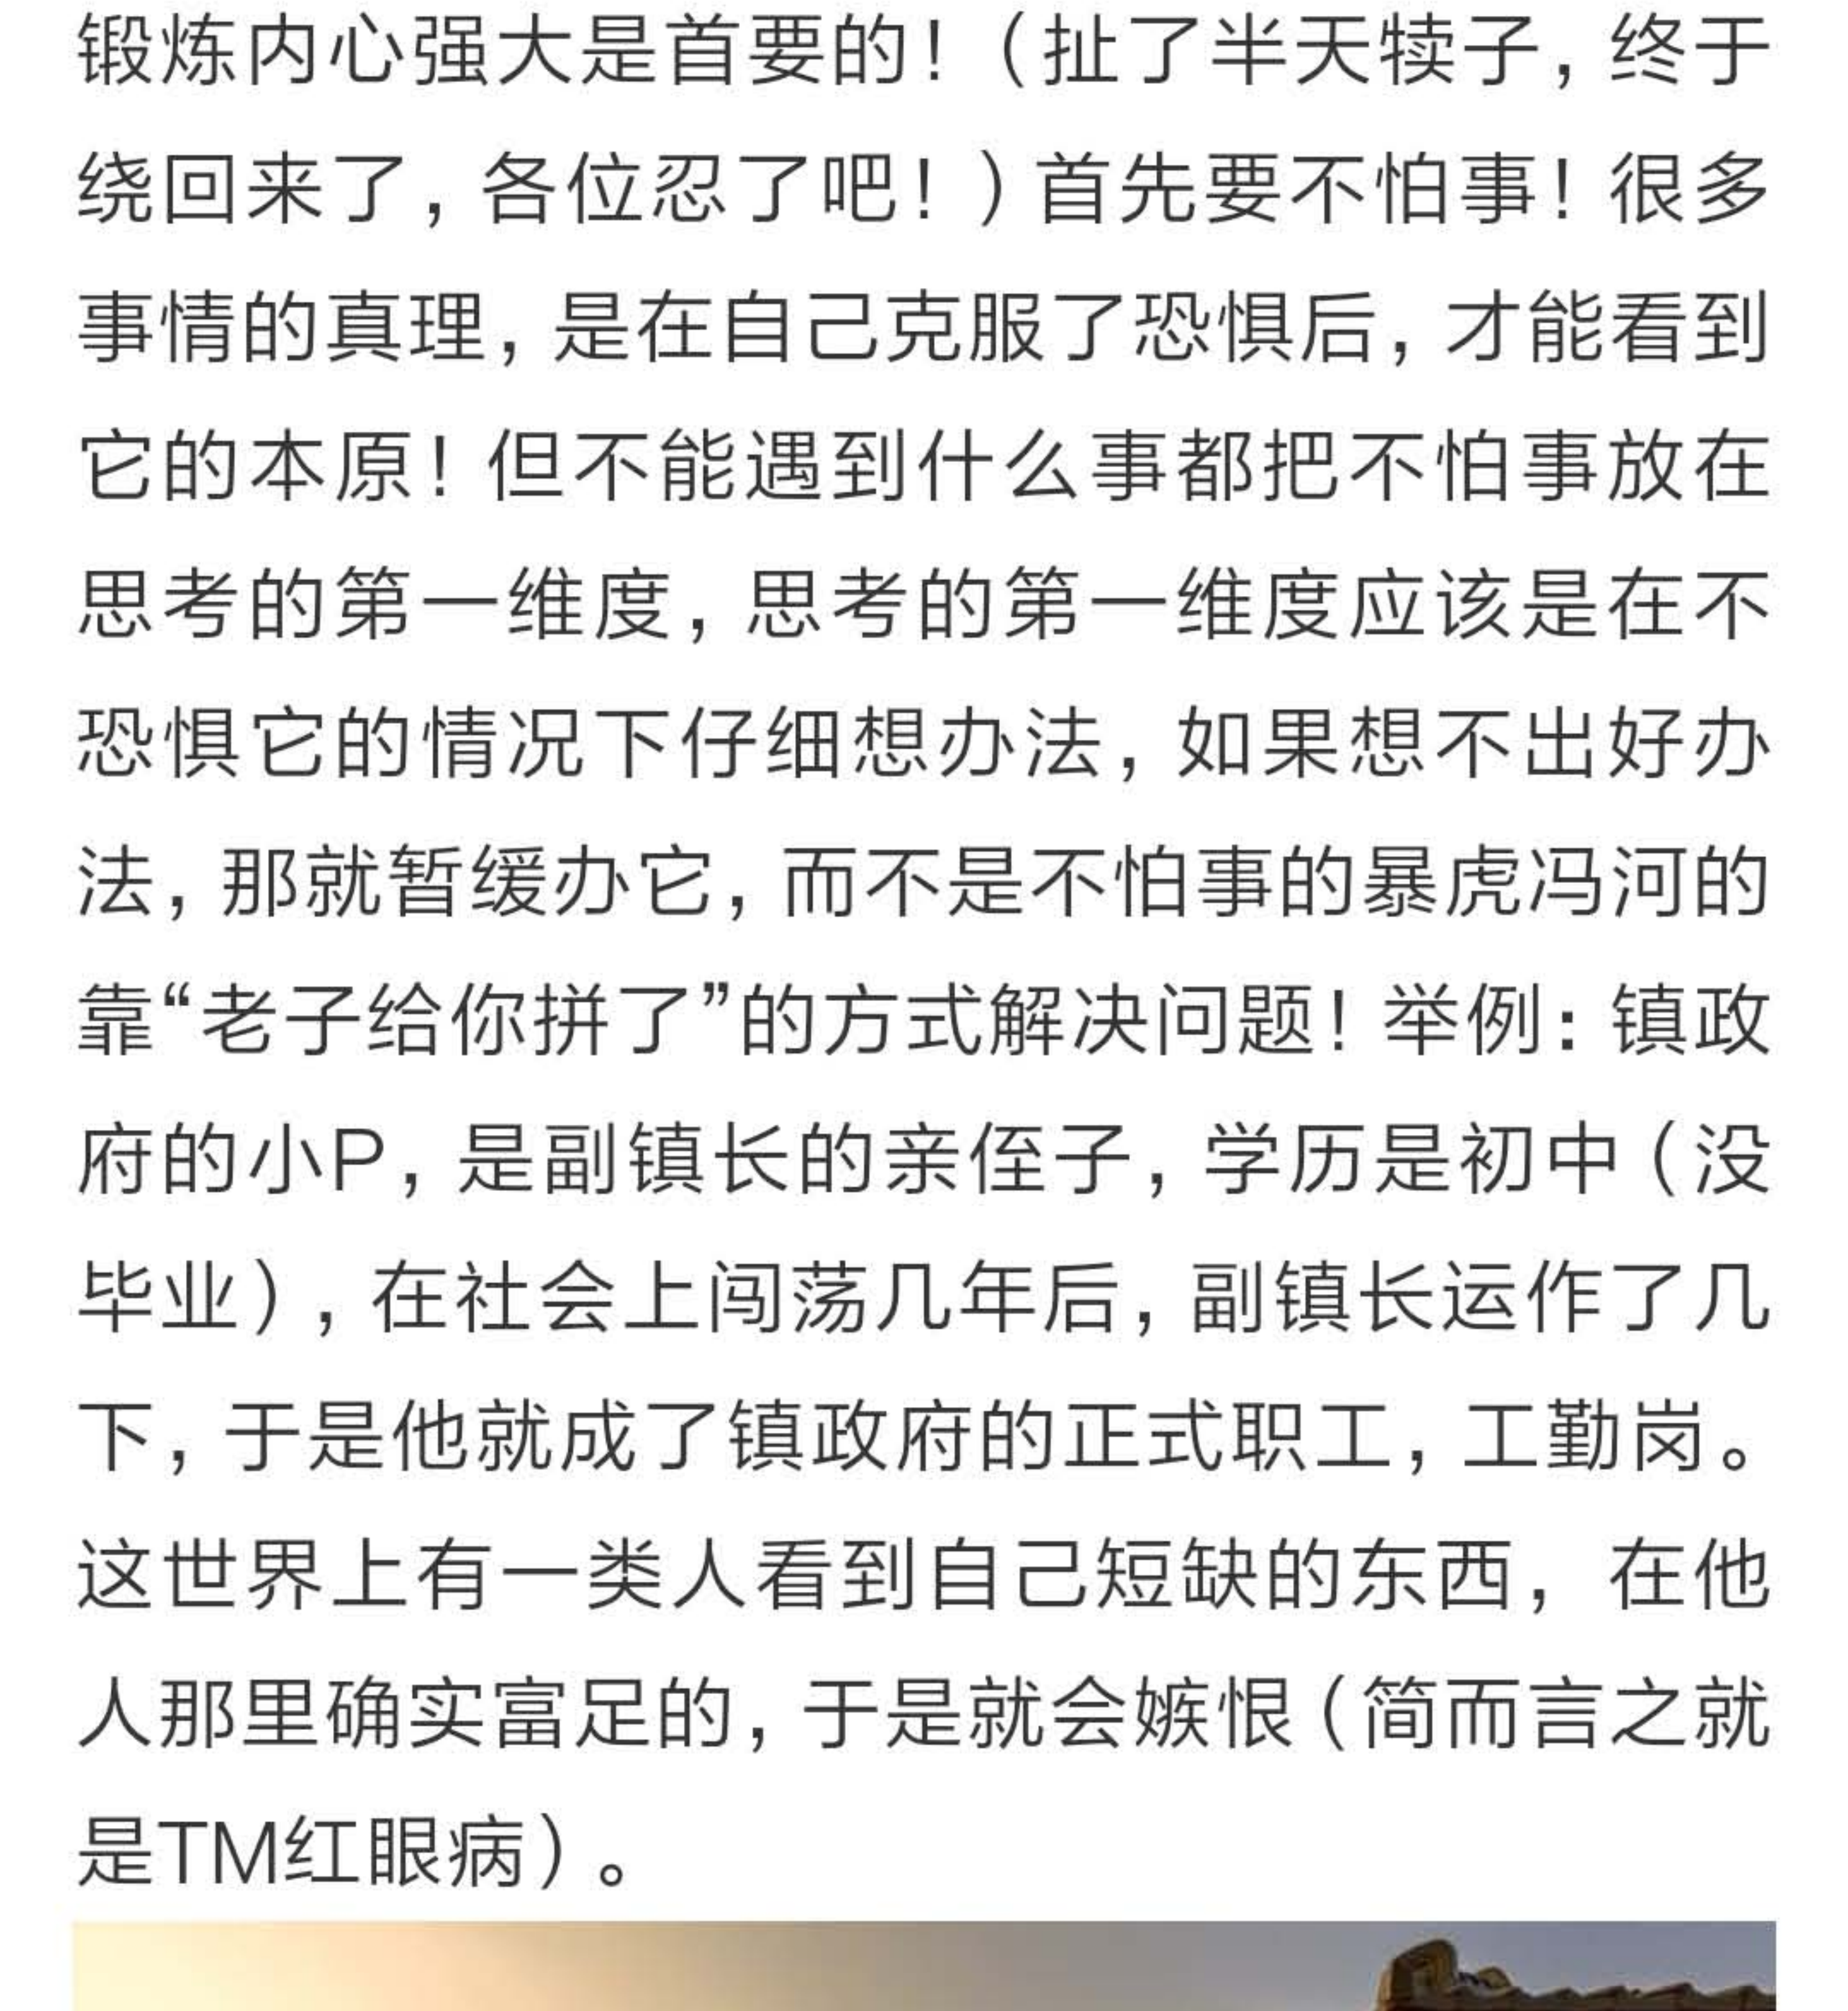 锻炼内心强大是首要的！（扯了半天犊子，终于
绕回来了，各位忍了吧！）首先要不怕事！很多
事情的真理，是在自己克服了恐惧后，才能看到
它的本原！但不能遇到什么事都把不怕事放在
思考的第一维度，思考的第一维度应该是在不
恐惧它的情况下仔细想办法，如果想不出好办
法，那就暂缓办它，而不是不怕事的暴虎冯河的
靠“老子给你拼了”的方式解决问题！举例：镇政
府的小P，是副镇长的亲侄子，学历是初中（没
毕业），在社会上闯荡几年后，副镇长运作了几
下，于是他就成了镇政府的正式职工，工勤岗。
这世界上有一类人看到自己短缺的东西，在他
人那里确实富足的，于是就会嫉恨（简而言之就
是TM红眼病）。